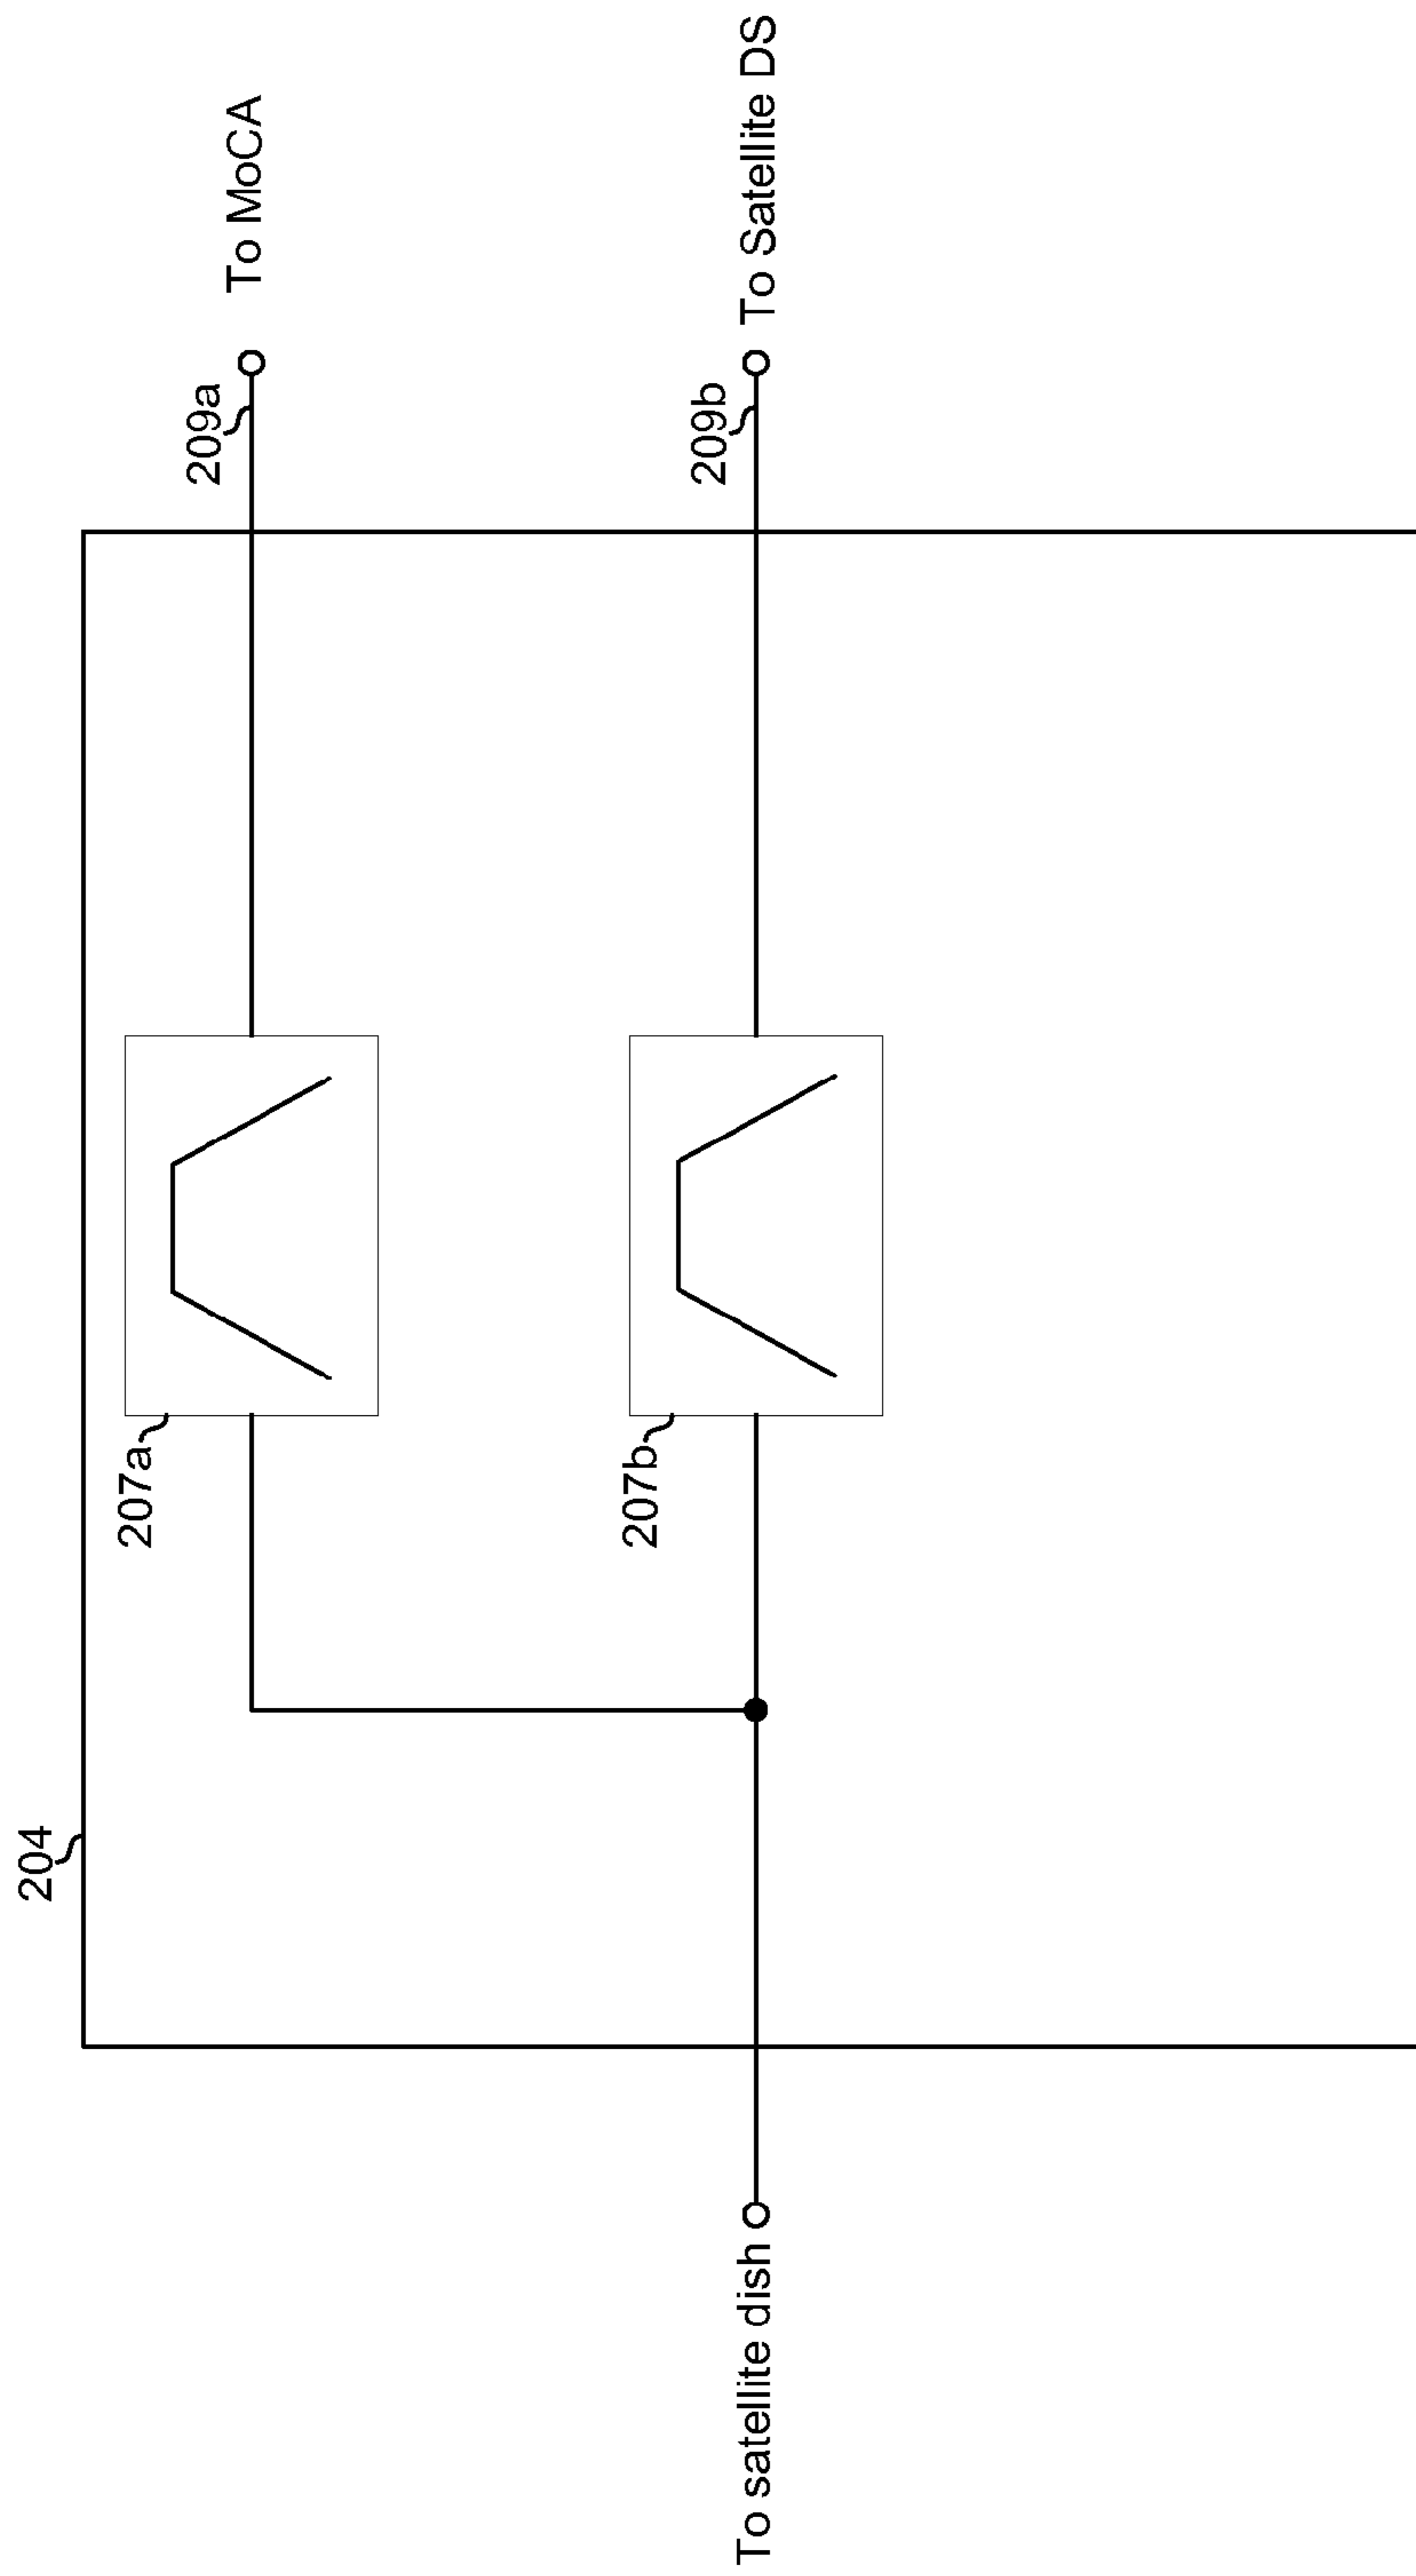 204
207a
209a
To MoCA
207b
209b
To satellite dish
To Satellite DS